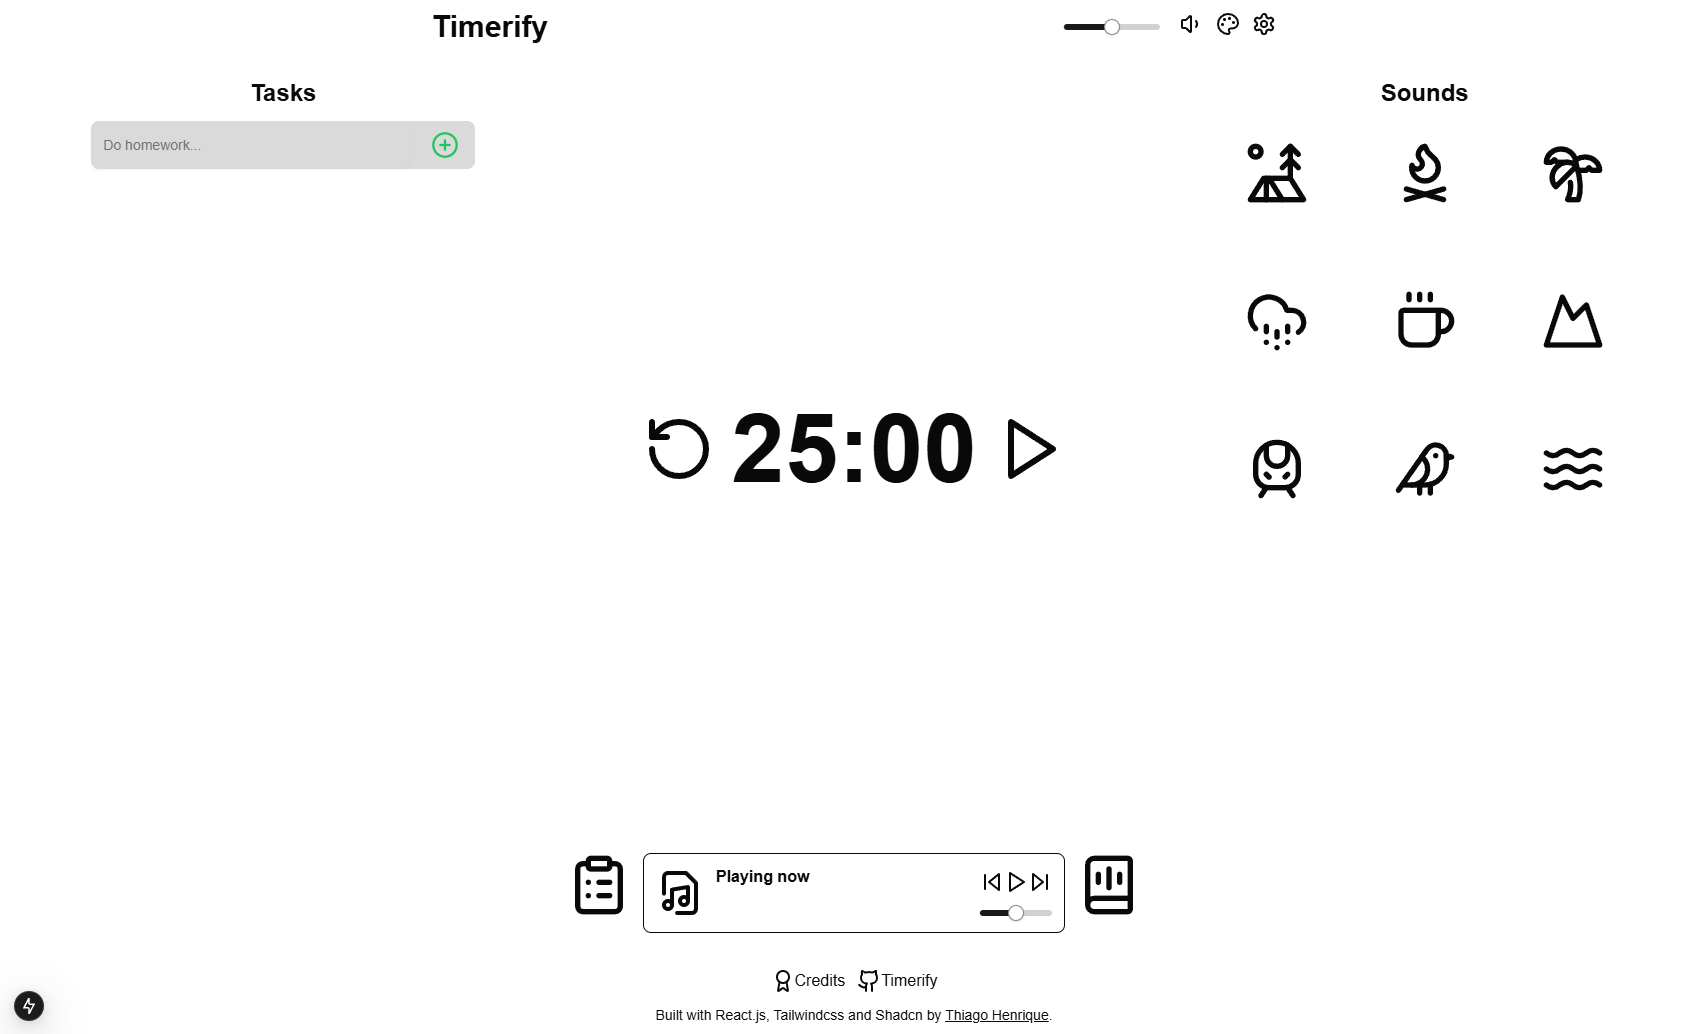 Timerify
Tasks
Do homework...
Sounds
25:00
Playing now
Credits
Timerify
Built with React.js, Tailwindcss and Shadcn by Thiago Henrique.